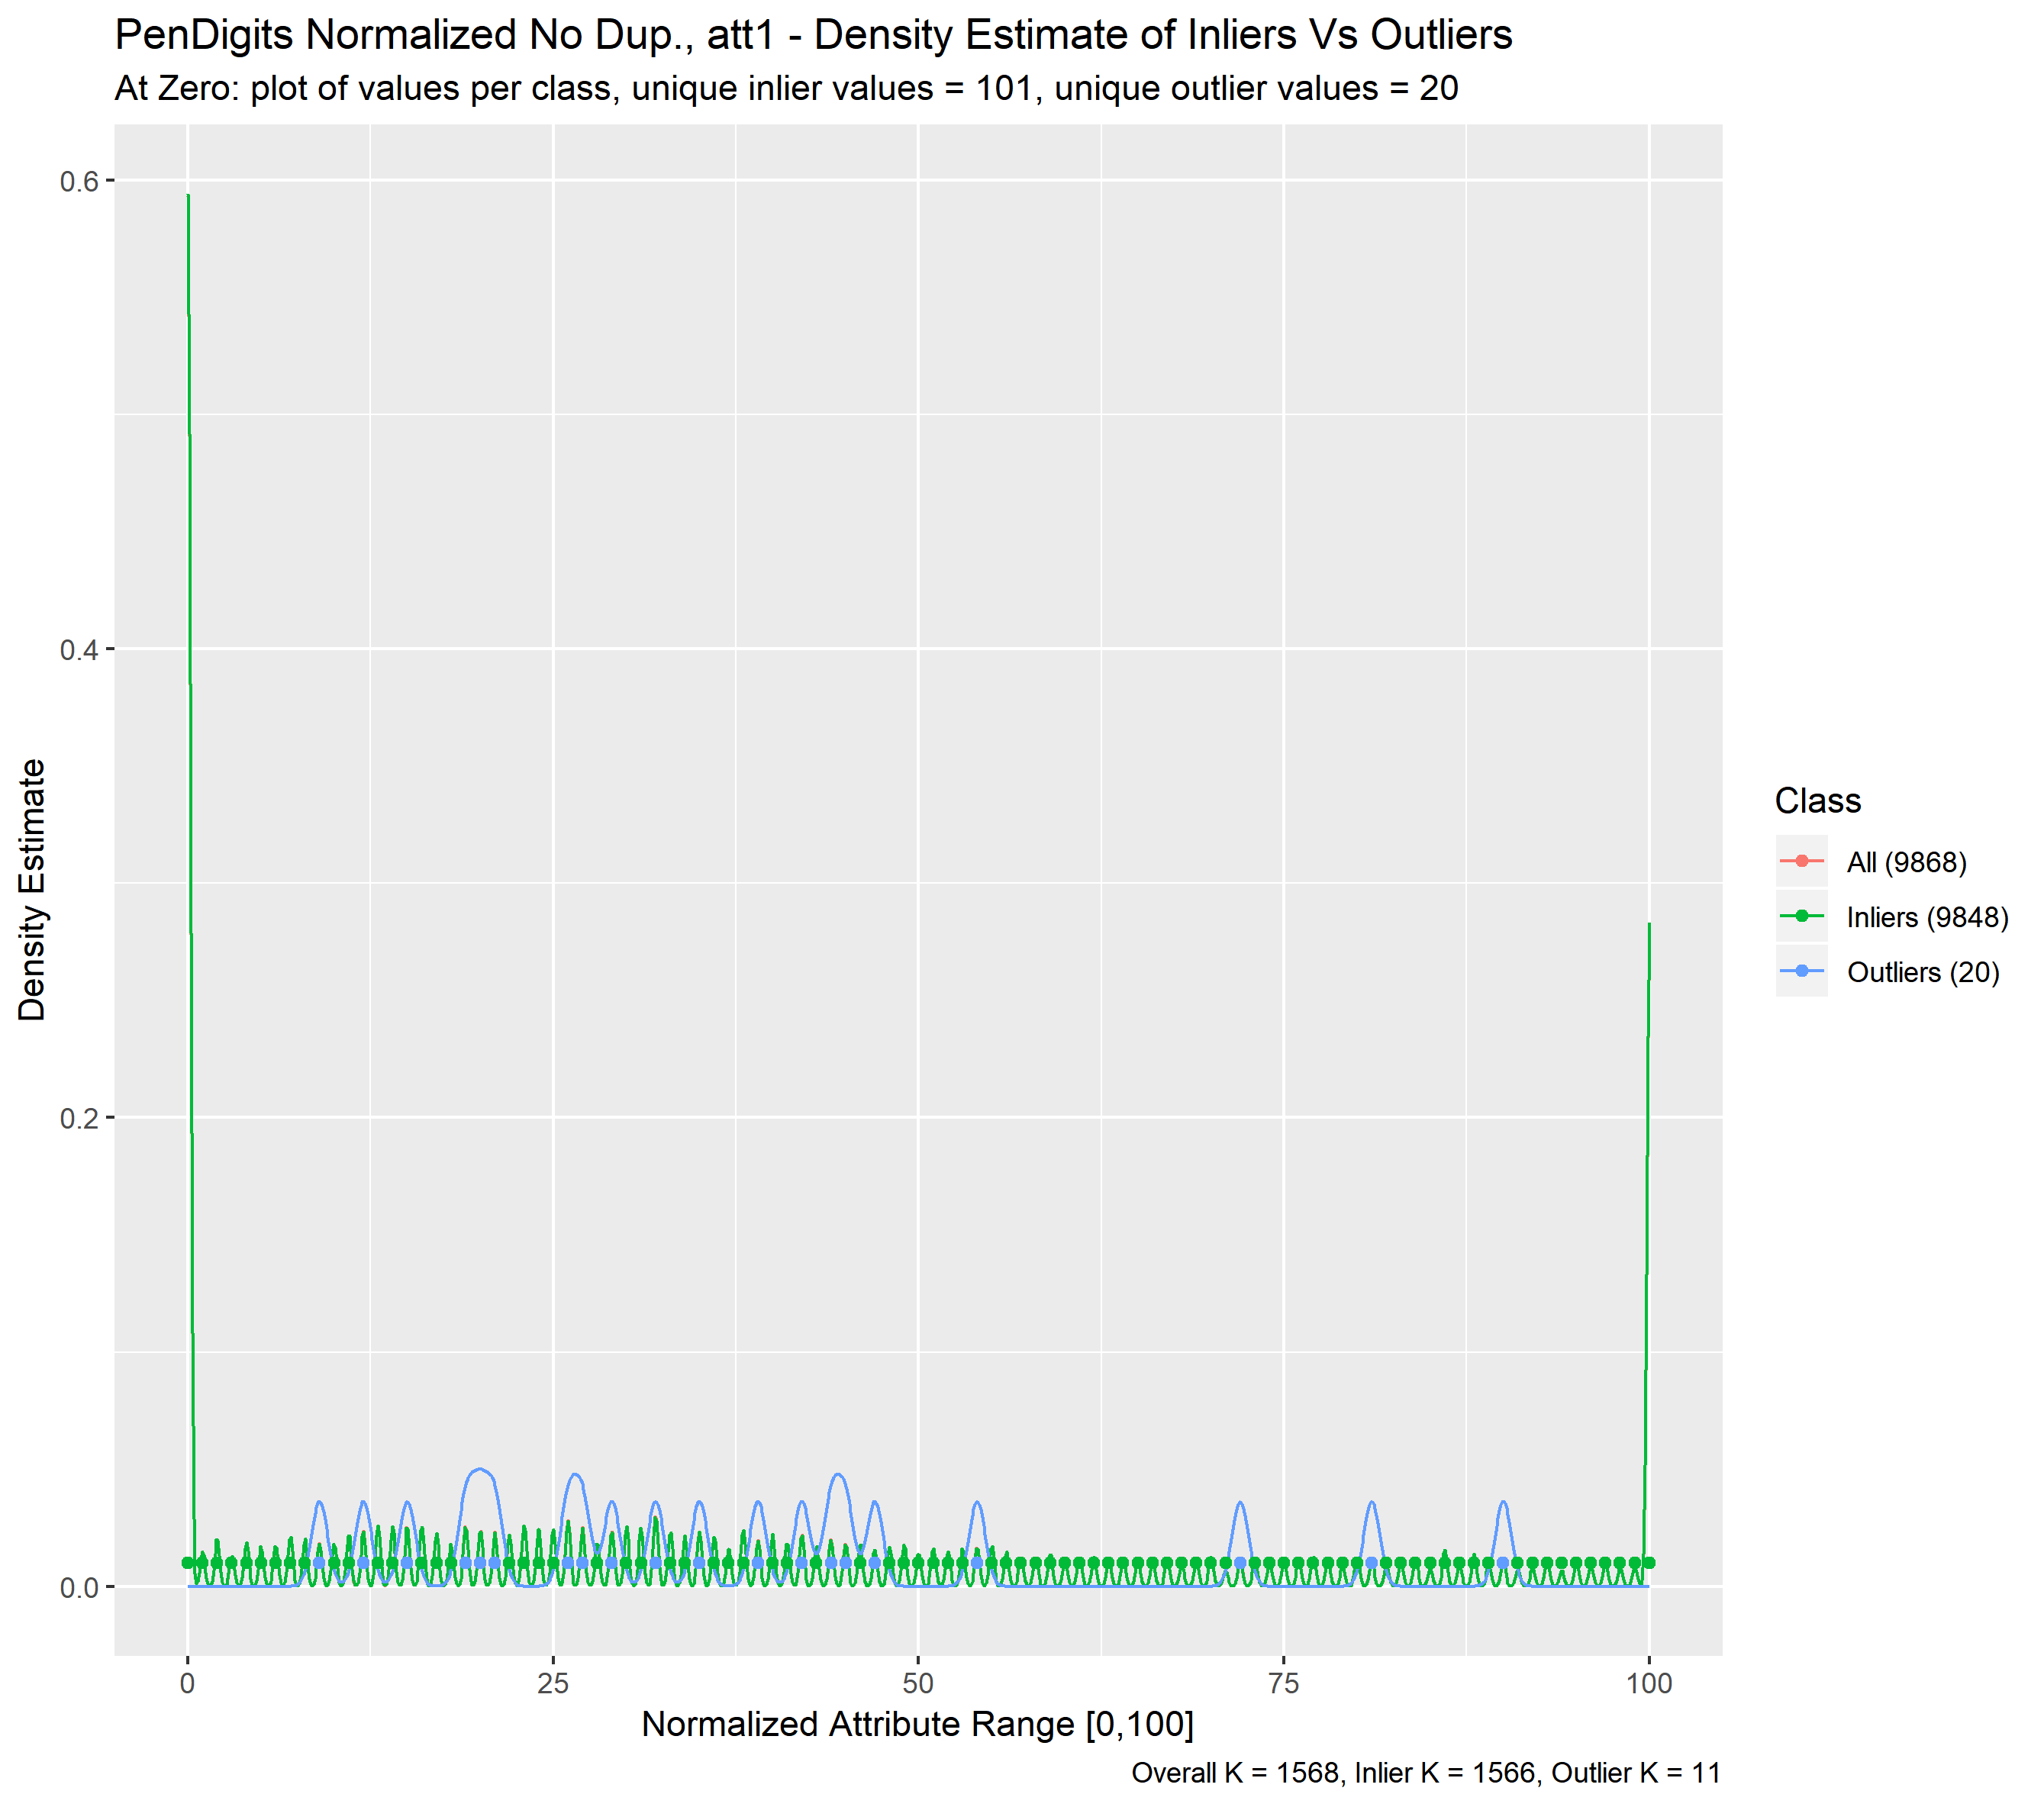 PenDigits Normalized No Dup., att1 - Density Estimate of Inliers Vs Outliers
At Zero: plot of values per class, unique inlier values = 101, unique outlier values = 20
0.6
0.4
0.2
0.0
Density Estimate
0 25 50 75 100
Normalized Attribute Range [0,100]
Overall K = 1568, Inlier K = 1566, Outlier K = 11
Class
All (9868)
Inliers (9848)
Outliers (20)